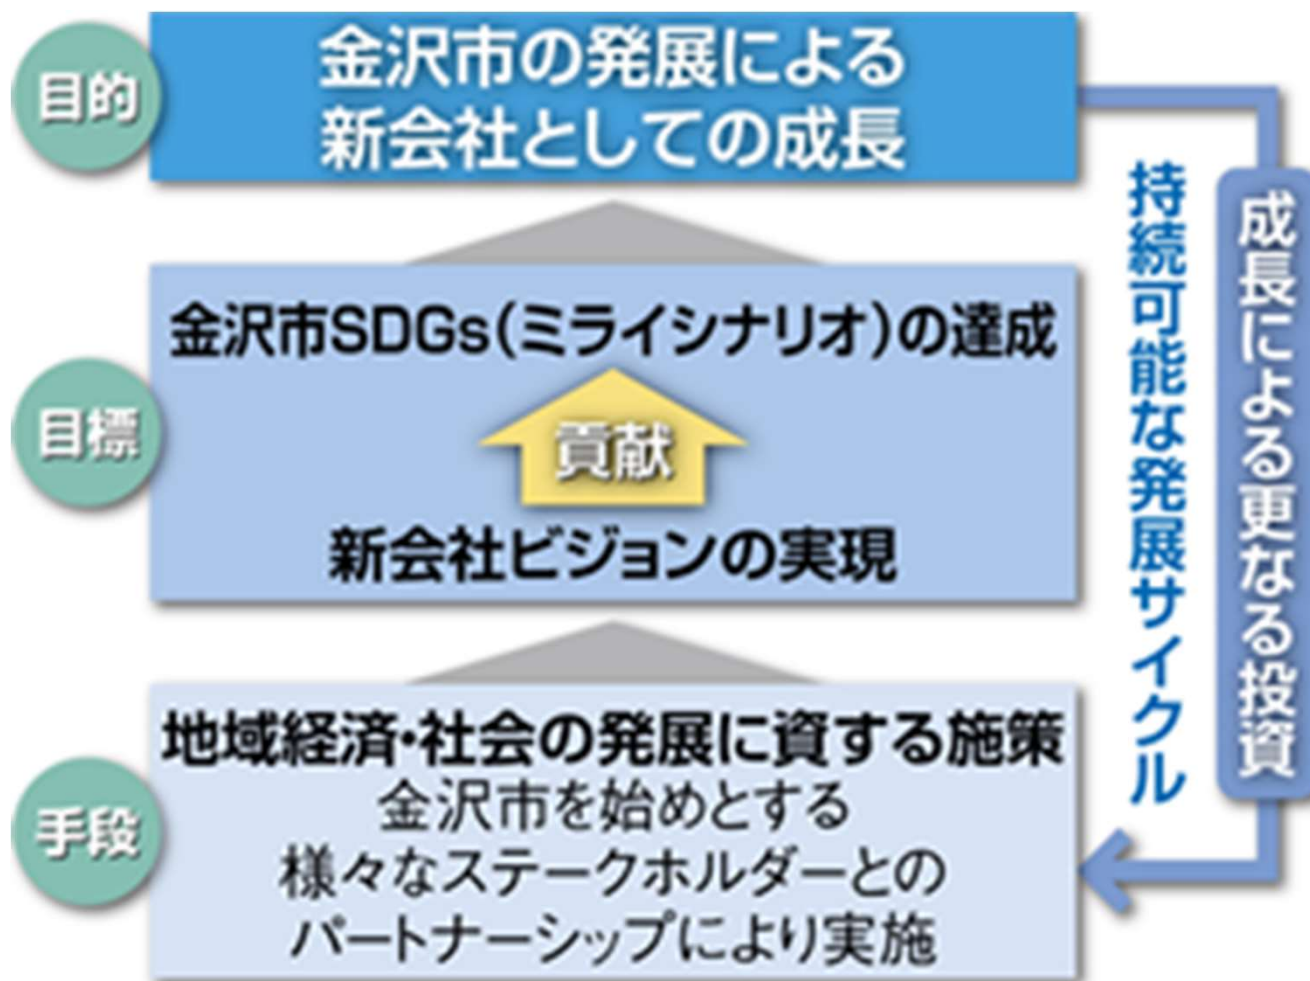 目的
金沢市の発展による
新会社としての成長
目標
金沢市SDGs(ミライシナリオ)の達成
貢献
新会社ビジョンの実現
手段
地域経済・社会の発展に資する施策
金沢市を始めとする
様々なステークホルダーとの
パートナーシップにより実施
持続可能な発展サイクル
成長による更なる投資